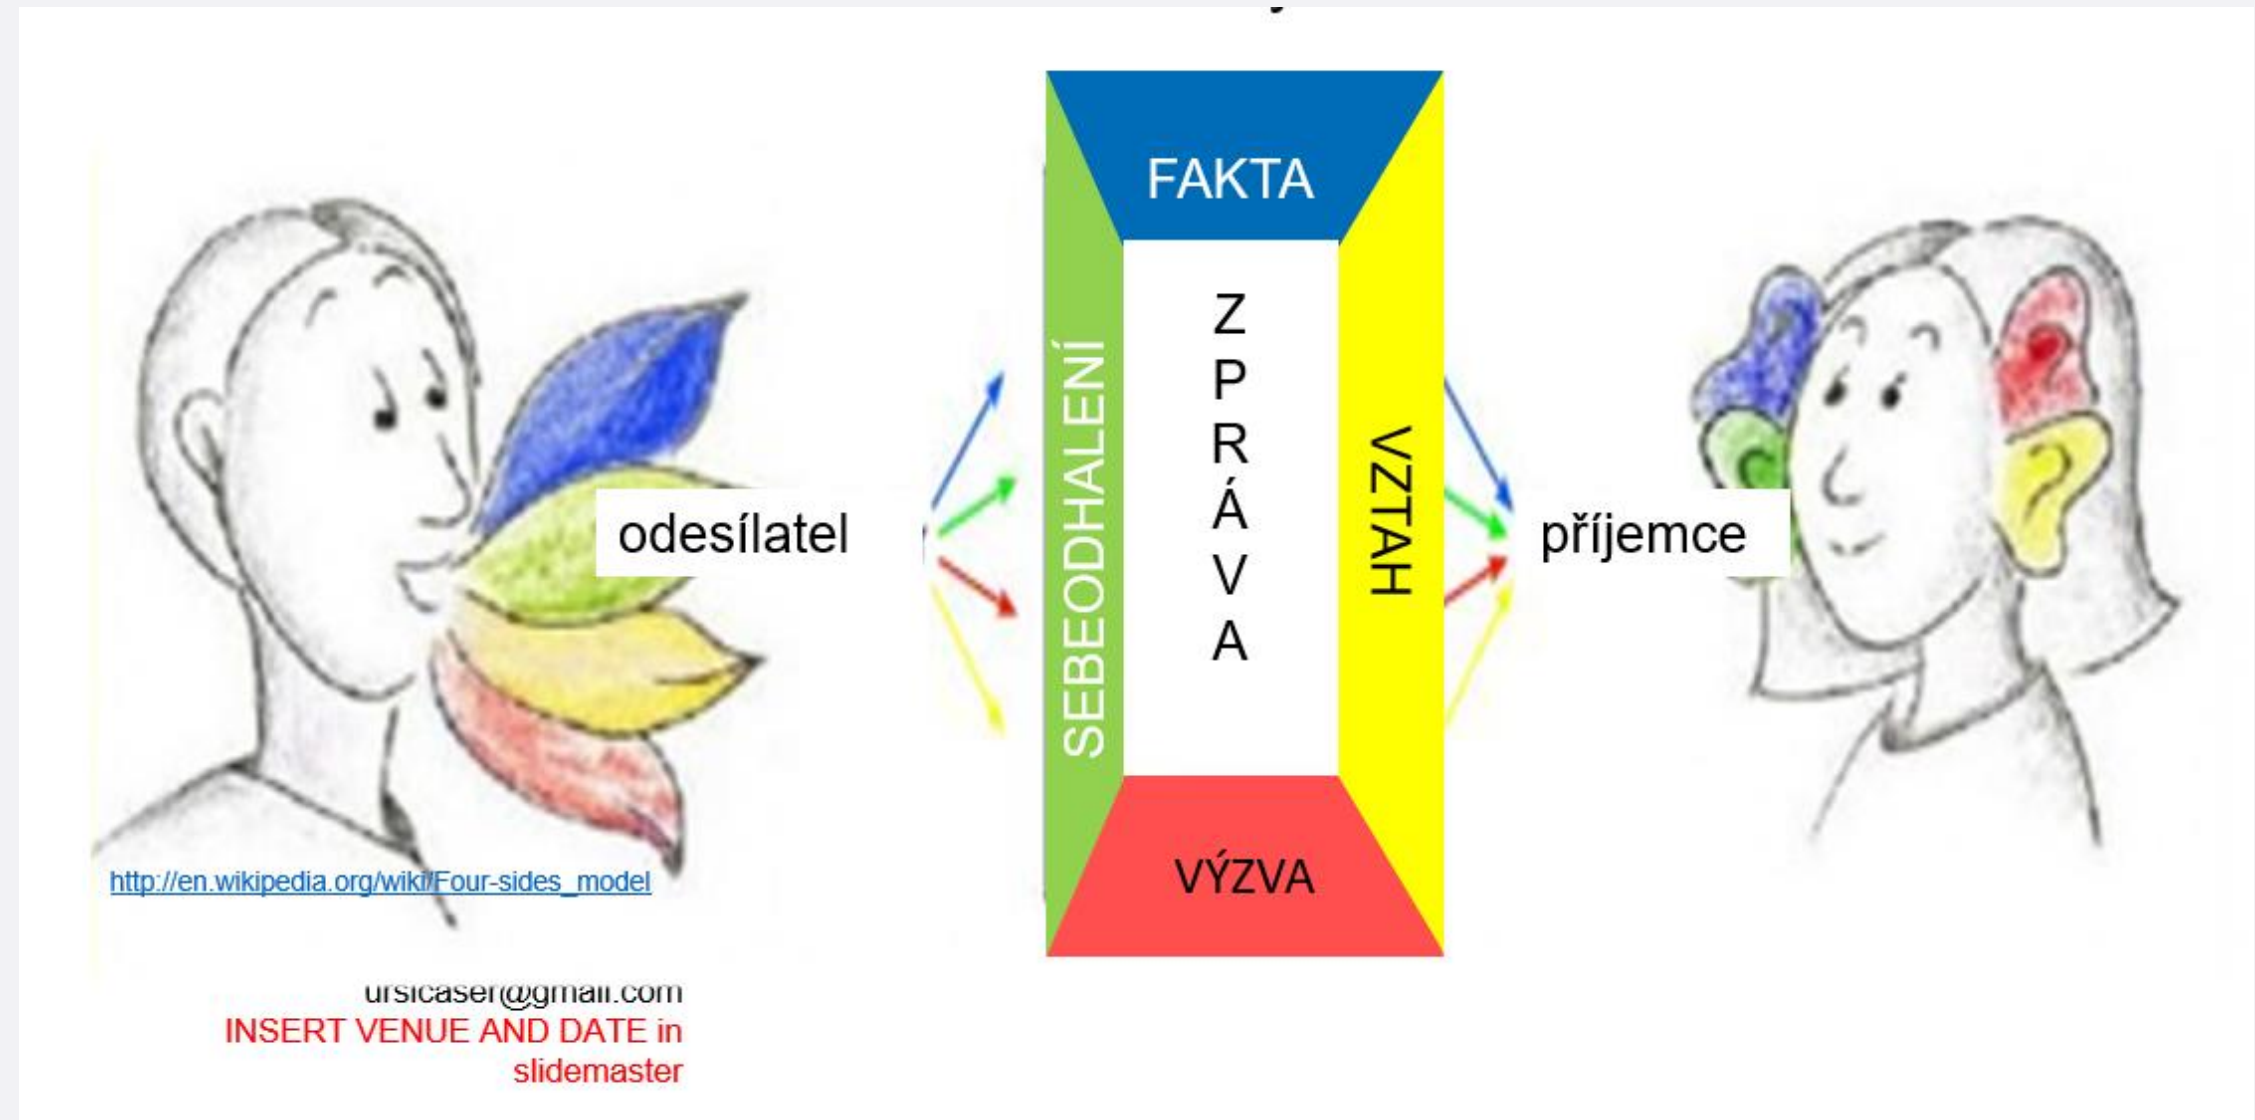 FAKTA
SEBEODHALENÍ
Z
P
R
Á
V
A
VZTAH
odesílatel
příjemce
VÝZVA
http://en.wikipedia.org/wiki/Four-sides_model
ursicaser@gmail.com
INSERT VENUE AND DATE in
slidemaster